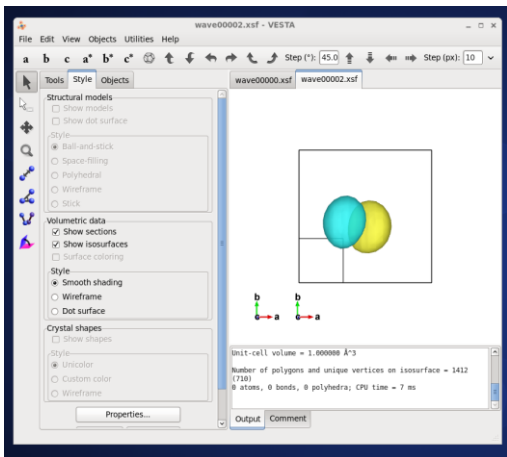 wave00002.xsf - VESTA
File Edit View Objects Utilities Help
a b c a* b* c* Step (°): 45.0 Step (px): 10
Tools Style Objects
wave00000.xsf wave00002.xsf
Structural models
Show models
Show dot surface
Style
Ball-and-stick
Space-filling
Polyhedral
Wireframe
Stick
Volumetric data
Show sections
Show isosurfaces
Surface coloring
Style
Smooth shading
Wireframe
Dot surface
Crystal shapes
Show shapes
Style
Unicolor
Custom color
Wireframe
Properties...
b b
c a c a
Unit-cell volume = 1.000000 Å^3
Number of polygons and unique vertices on isosurface = 1412
(710)
0 atoms, 0 bonds, 0 polyhedra; CPU time = 7 ms
Output Comment